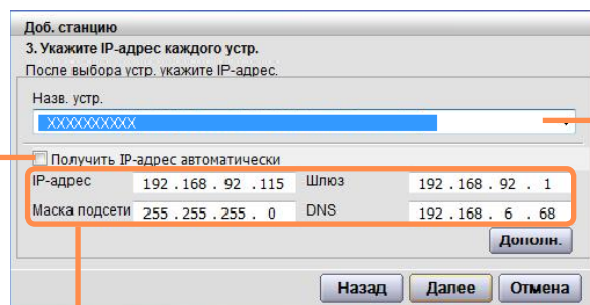 Доб. станцию
3. Укажите IP-адрес каждого устр.
После выбора устр. укажите IP-адрес.
Назв. устр.
XXXXXXXXXX
Получить IP-адрес автоматически
IP-адрес 192 . 168 . 92 . 115 Шлюз 192 . 168 . 92 . 1
Маска подсети 255 . 255 . 255 . 0 DNS 192 . 168 . 6 . 68
Дополн.
Назад Далее Отмена